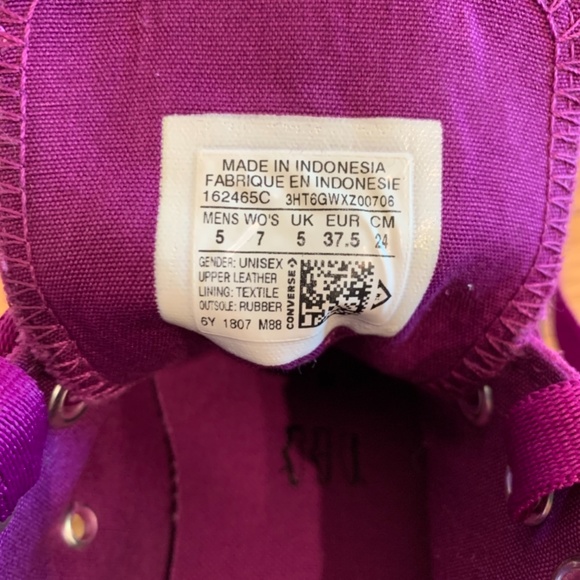 MADE IN INDONESIA
FABRIQUE EN INDONESIE
162465C 3HT6GWXZ00706
MENS WO'S UK EUR CM
5 7 5 37.5 24
GENDER: UNISEX
UPPER LEATHER
LINING: TEXTILE
OUTSOLE: RUBBER
CONVERSE
6Y 1807 M88